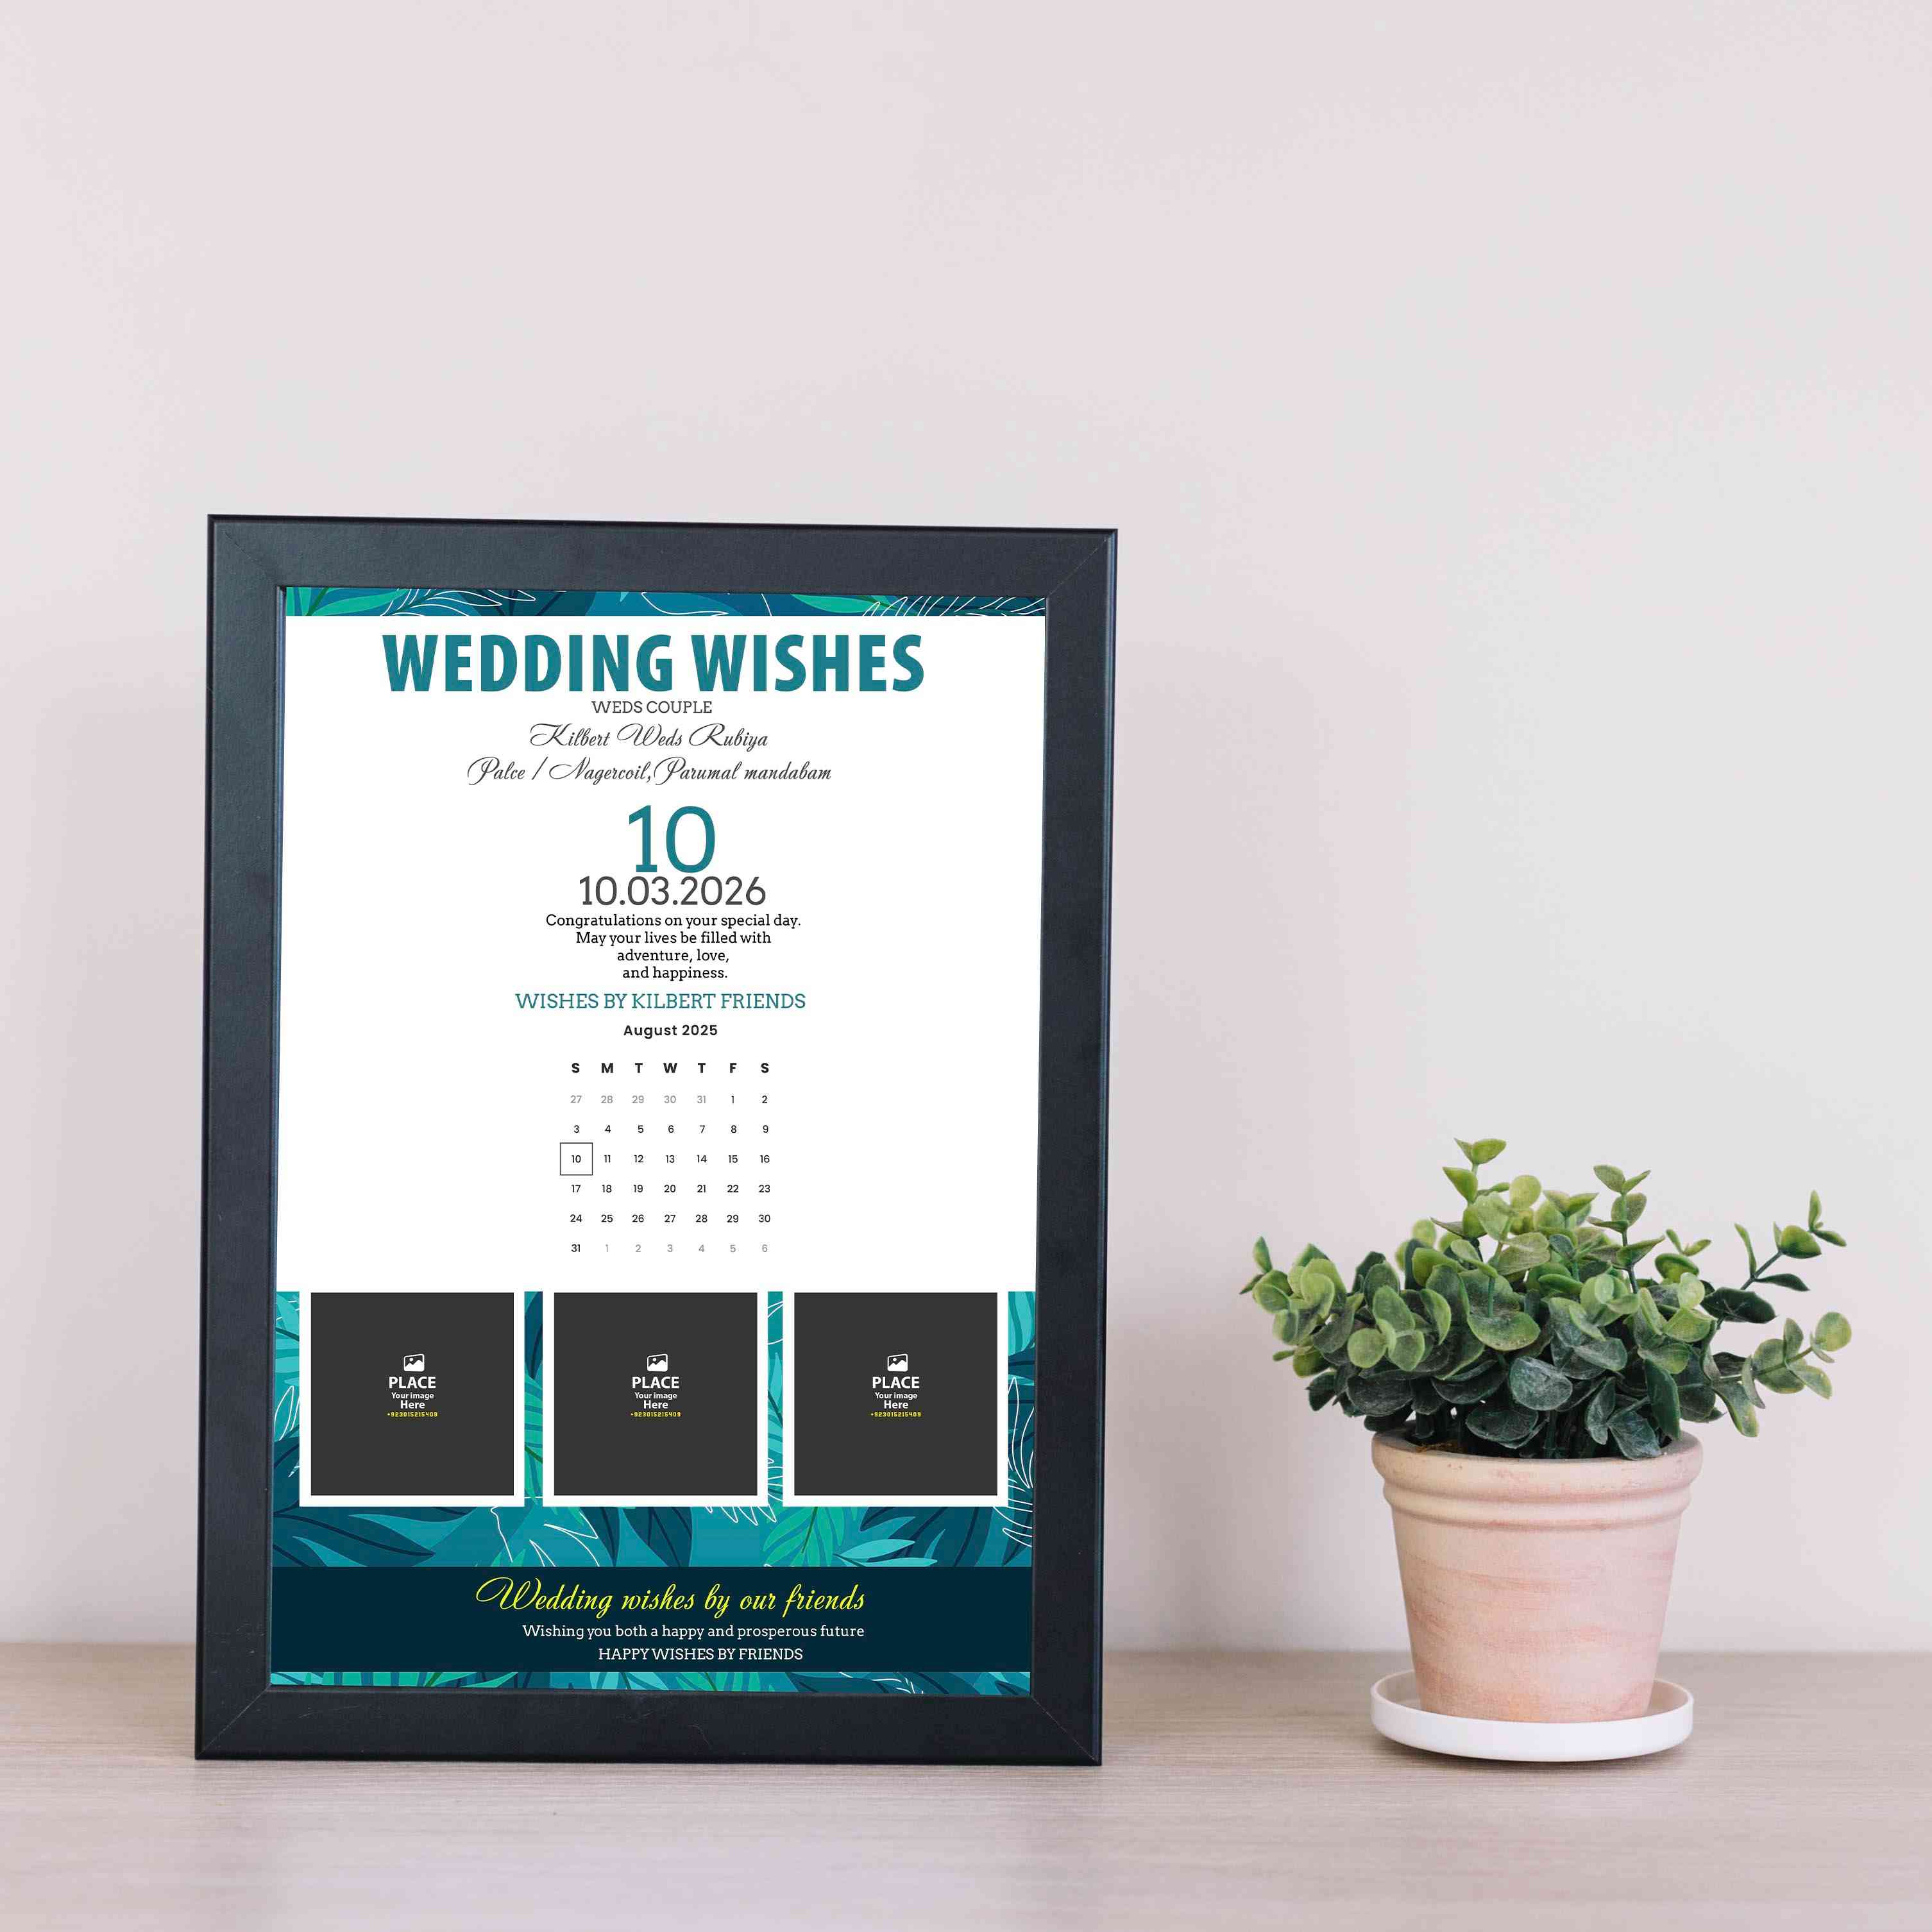 WEDDING WISHES
WEDS COUPLE
Kilbert Weds Rubiya
Palce / Nagercoil, Parumal mandabam
10
10.03.2026
Congratulations on your special day.
May your lives be filled with
adventure, love,
and happiness.
WISHES BY KILBERT FRIENDS
August 2025
S M T W T F S
27 28 29 30 31 1 2
3 4 5 6 7 8 9
10 11 12 13 14 15 16
17 18 19 20 21 22 23
24 25 26 27 28 29 30
31 1 2 3 4 5 6
PLACE
Your image
Here
+923015215409
PLACE
Your image
Here
+923015215409
PLACE
Your image
Here
+923015215409
Wedding wishes by our friends
Wishing you both a happy and prosperous future
HAPPY WISHES BY FRIENDS